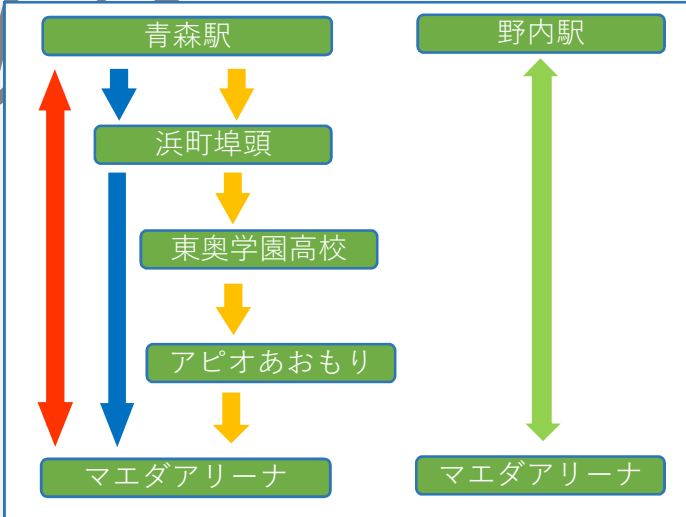 青森駅
野内駅
浜町埠頭
東奥学園高校
アピオあおもり
マエダアリーナ
マエダアリーナ